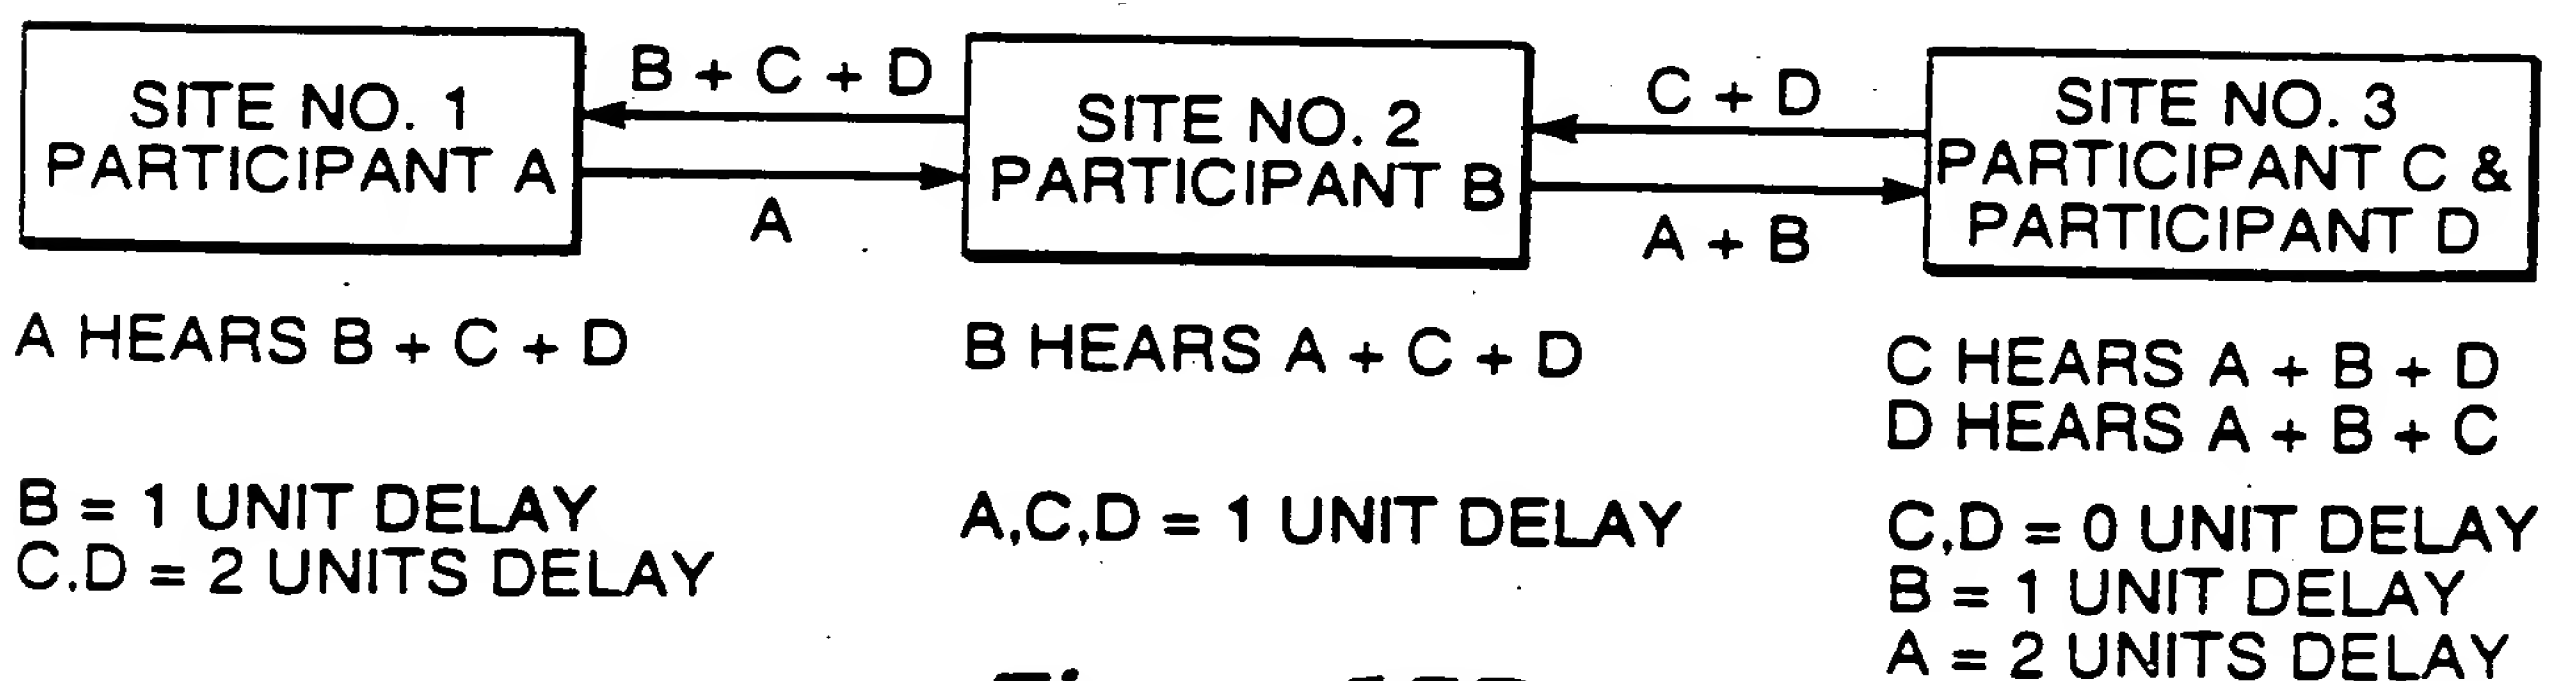 SITE NO. 1
PARTICIPANT A
B + C + D
A
SITE NO. 2
PARTICIPANT B
C + D
A + B
SITE NO. 3
PARTICIPANT C &
PARTICIPANT D
A HEARS B + C + D
B = 1 UNIT DELAY
C,D = 2 UNITS DELAY
B HEARS A + C + D
A,C,D = 1 UNIT DELAY
C HEARS A + B + D
D HEARS A + B + C
C,D = 0 UNIT DELAY
B = 1 UNIT DELAY
A = 2 UNITS DELAY